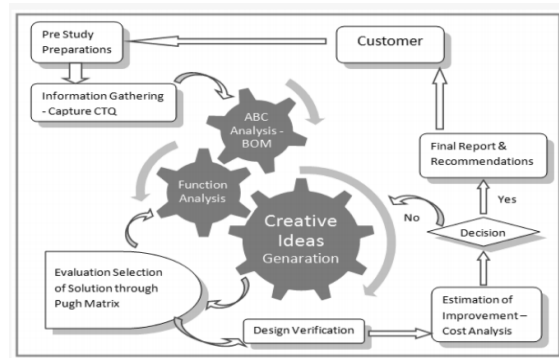 Pre Study
Preparations
Customer
Information Gathering
- Capture CTQ
ABC
Analysis -
BOM
Function
Analysis
Creative
Ideas
Genaration
Final Report &
Recommendations
Yes
No
Decision
Evaluation Selection
of Solution through
Pugh Matrix
Design Verification
Estimation of
Improvement –
Cost Analysis